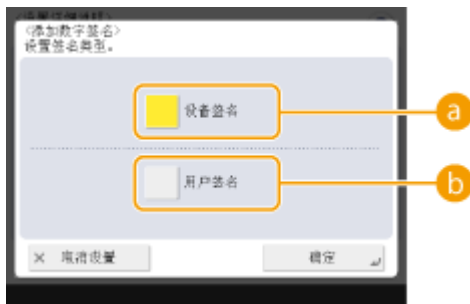 <添加数字签名>
设置签名类型。
设备签名
a
用户签名
b
× 取消设置
确定